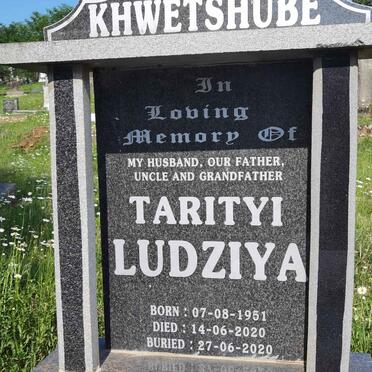 KHWETSHUBE
In
Loving
Memory Of
MY HUSBAND, OUR FATHER,
UNCLE AND GRANDFATHER
TARITYI
LUDZIYA
BORN : 07-08-1951
DIED : 14-06-2020
BURIED : 27-06-2020